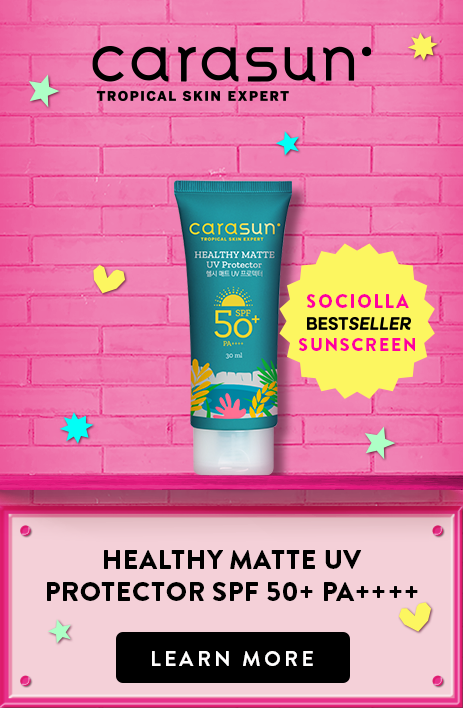 carasun
TROPICAL SKIN EXPERT
carasun
TROPICAL SKIN EXPERT
HEALTHY MATTE
UV Protector
헬시 매트 UV 프로텍터
SPF
50+
PA++++
30 ml
SOCIOLLA
BESTSELLER
SUNSCREEN
HEALTHY MATTE UV
PROTECTOR SPF 50+ PA++++
LEARN MORE